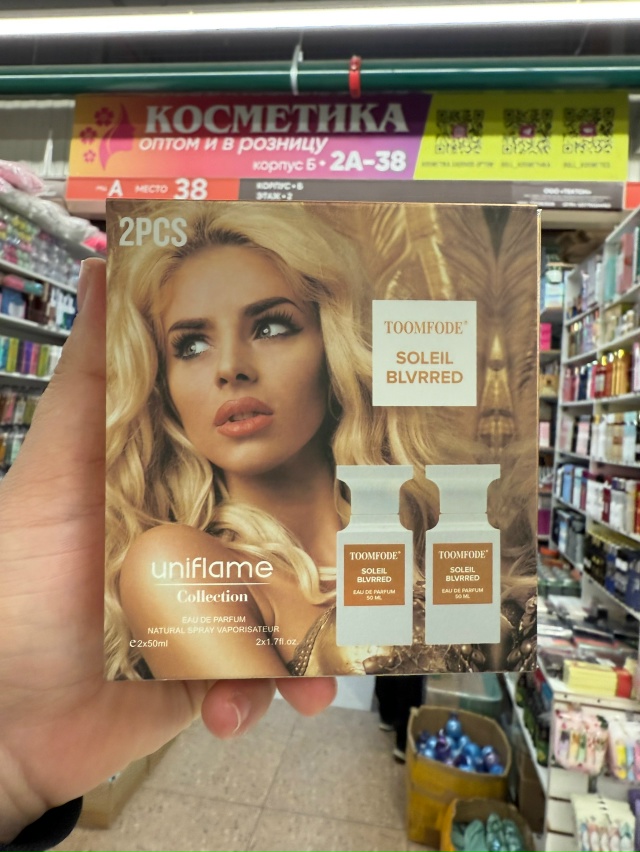 КОСМЕТИКА
оптом и в розницу
корпус Б • 2А-38
А МЕСТО 38
КОРПУС • Б
ЭТАЖ • 2
2PCS
TOOMFODE®
SOLEIL
BLVRRED
TOOMFODE®
SOLEIL
BLVRRED
EAU DE PARFUM
50 ML
TOOMFODE®
SOLEIL
BLVRRED
EAU DE PARFUM
50 ML
uniflame
Collection
EAU DE PARFUM
NATURAL SPRAY VAPORISATEUR
℮2x50ml 2x1.7fl.oz.